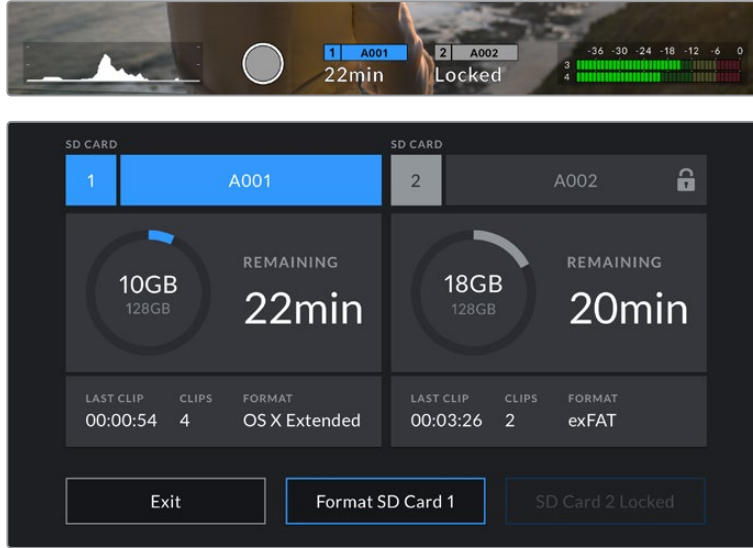 -36 -30 -24 -18 -12 -6 0
1 A001 2 A002
22min Locked
3
4
SD CARD SD CARD
1 A001 2 A002
10GB
128GB
REMAINING
22min
18GB
128GB
REMAINING
20min
LAST CLIP CLIPS FORMAT
00:00:54 4 OS X Extended
LAST CLIP CLIPS FORMAT
00:03:26 2 exFAT
Exit Format SD Card 1 SD Card 2 Locked